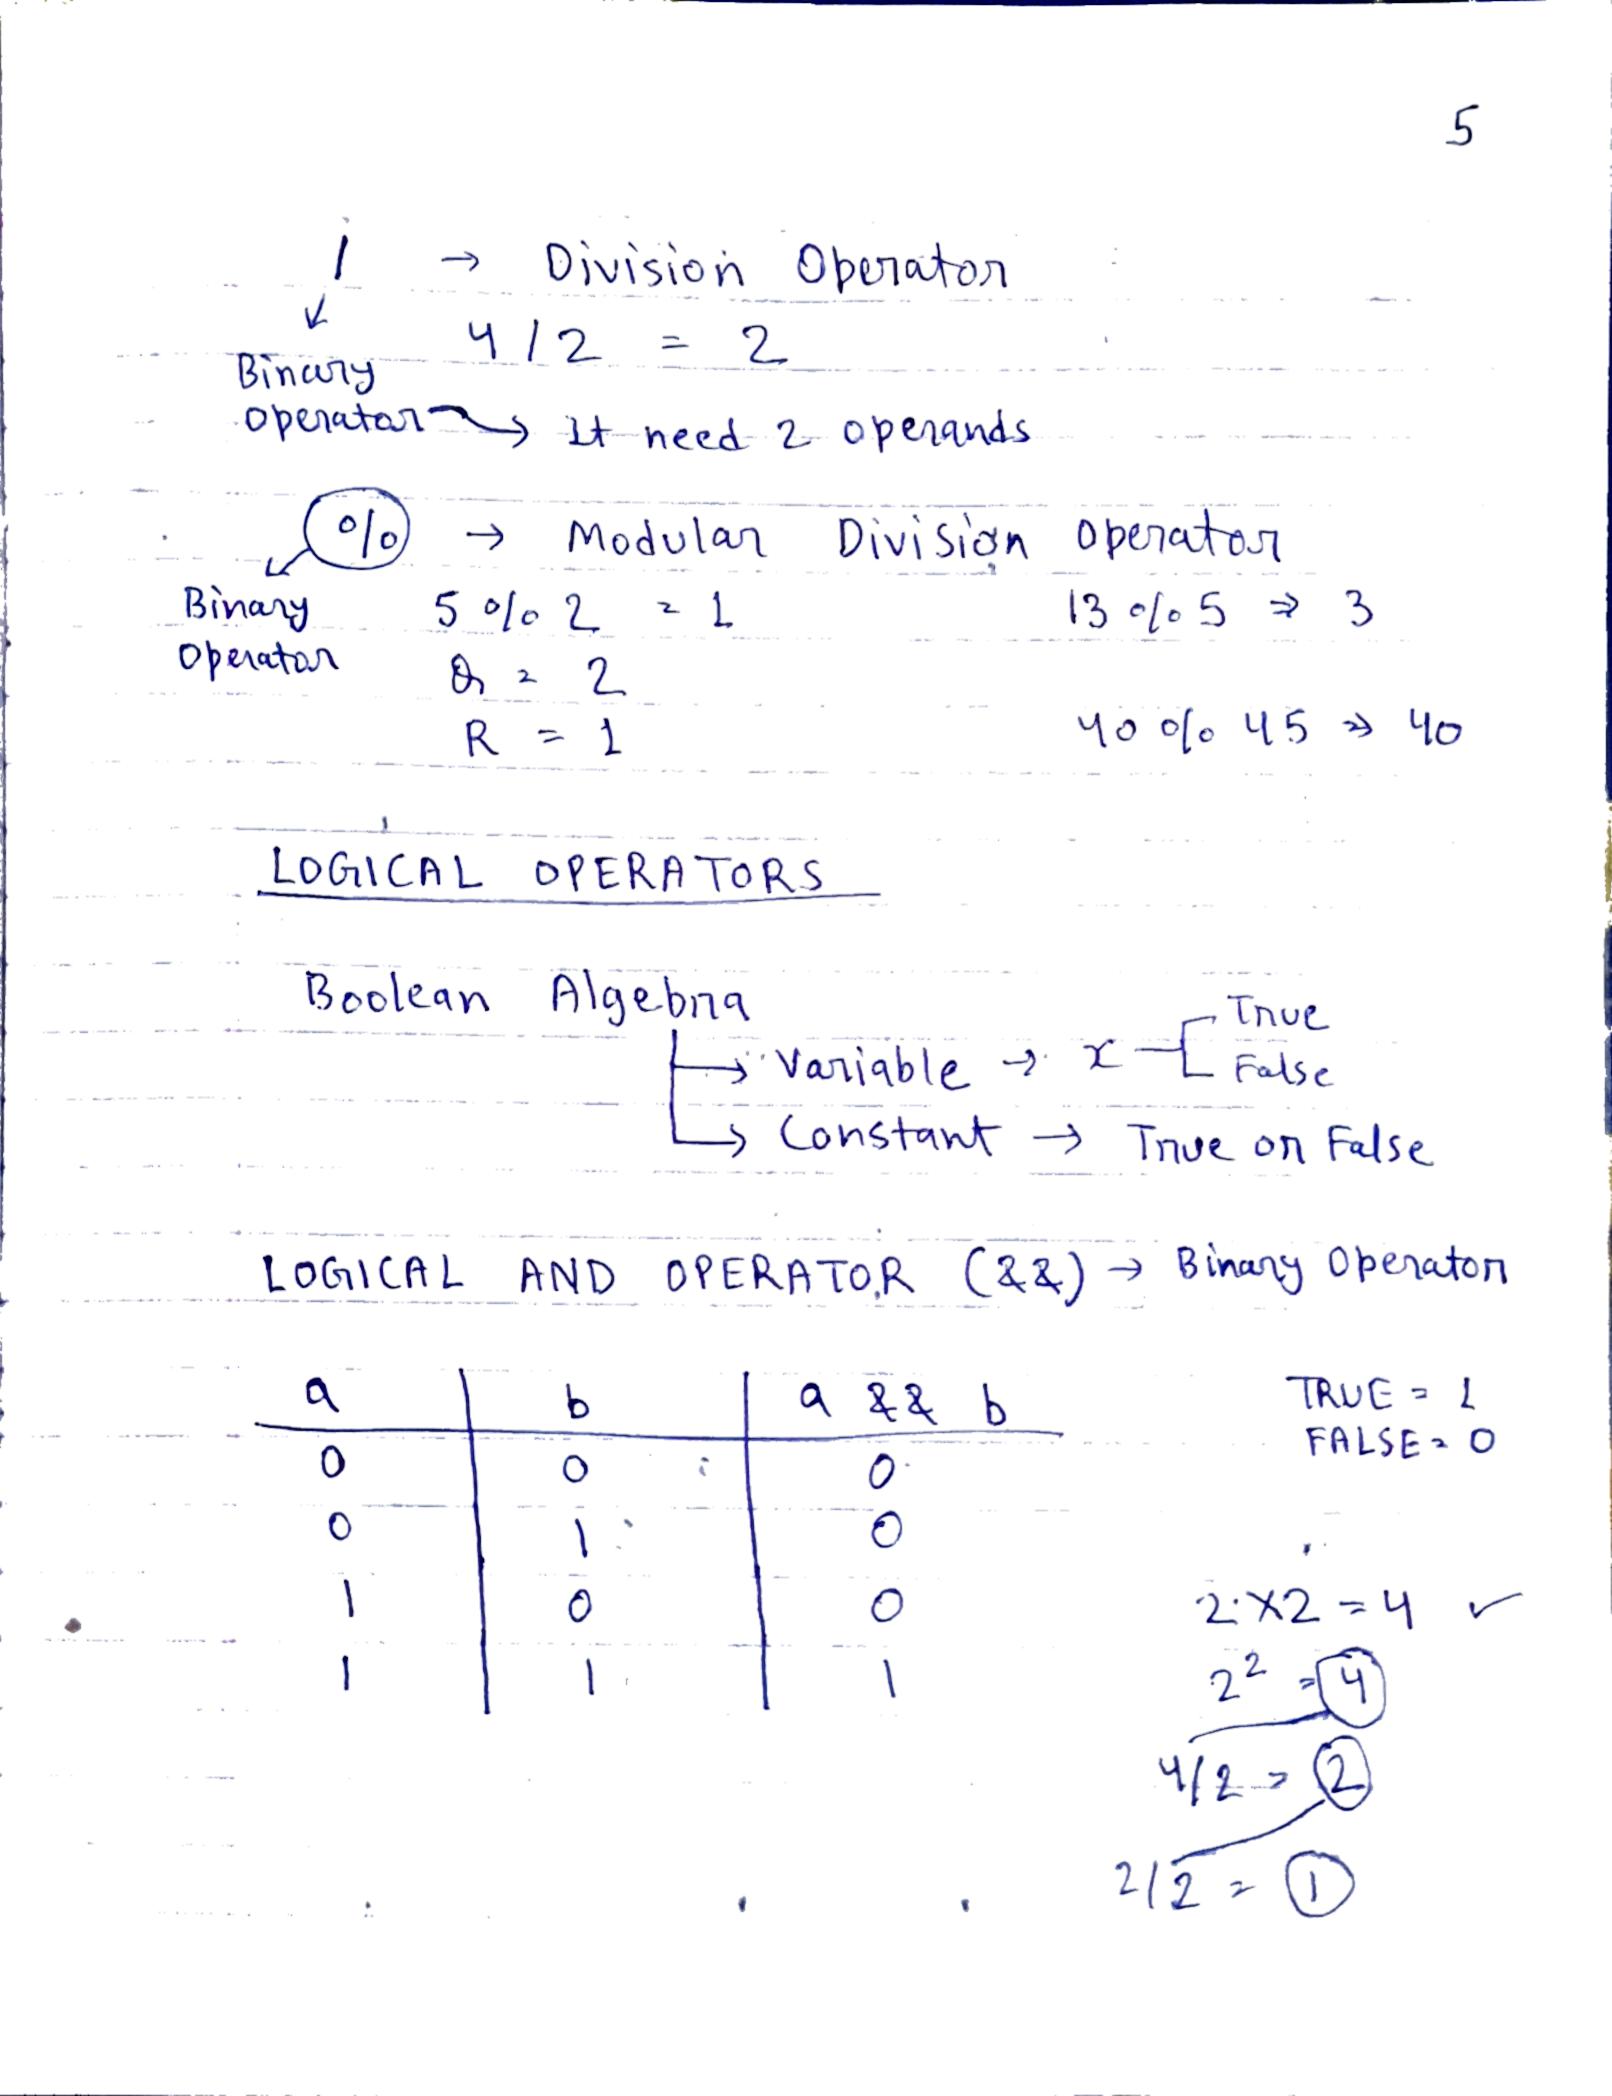 5
/ → Division Operator
4/2 = 2
Binary
Operator → It need 2 operands
% → Modular Division Operator
Binary 5 % 2 = 1 13 % 5 ⇒ 3
Operator Q = 2
R = 1 40 % 45 ⇒ 40
LOGICAL OPERATORS
Boolean Algebra
True
→ Variable → x
False
→ Constant → True or False
LOGICAL AND OPERATOR (&&) → Binary Operator
a b a && b TRUE = 1
FALSE = 0
0 0 0
0 1 0
1 0 0 2×2 = 4 ✓
1 1 1 2² = 4
4/2 = 2
2/2 = 1